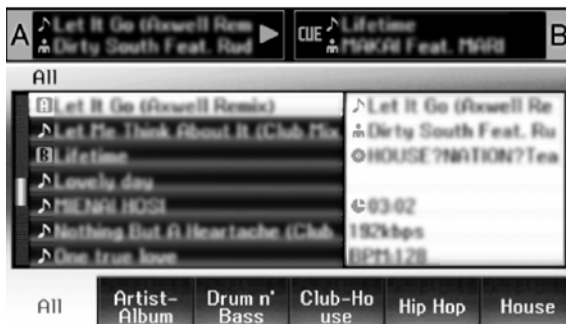 A
Let It Go (Axwell Rem
Dirty South Feat. Rud
CUE
Lifetime
MAKAI Feat. MARI
B
All
A Let It Go (Axwell Remix)
Let Me Think About It (Club Mix
B Lifetime
Lovely day
MIENAI HOSI
Nothing But A Heartache (Club
One true love
Let It Go (Axwell Re
Dirty South Feat. Ru
HOUSE?NATION?Tea
03:02
192kbps
BPM:128
All
Artist-
Album
Drum n'
Bass
Club-Ho
use
Hip Hop
House